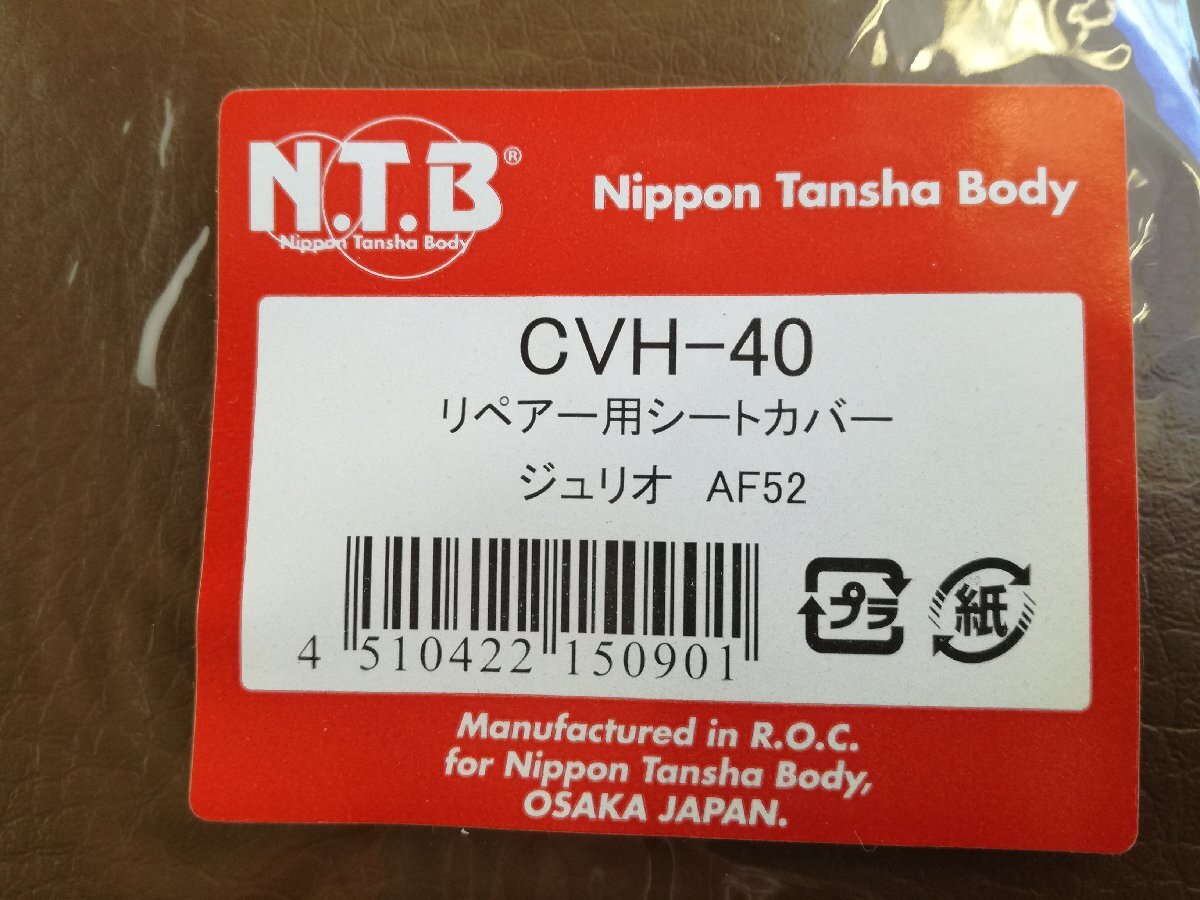 N.T.B®
Nippon Tansha Body
Nippon Tansha Body
CVH-40
リペアー用シートカバー
ジュリオ AF52
4 510422 150901
プラ
紙
Manufactured in R.O.C.
for Nippon Tansha Body,
OSAKA JAPAN.